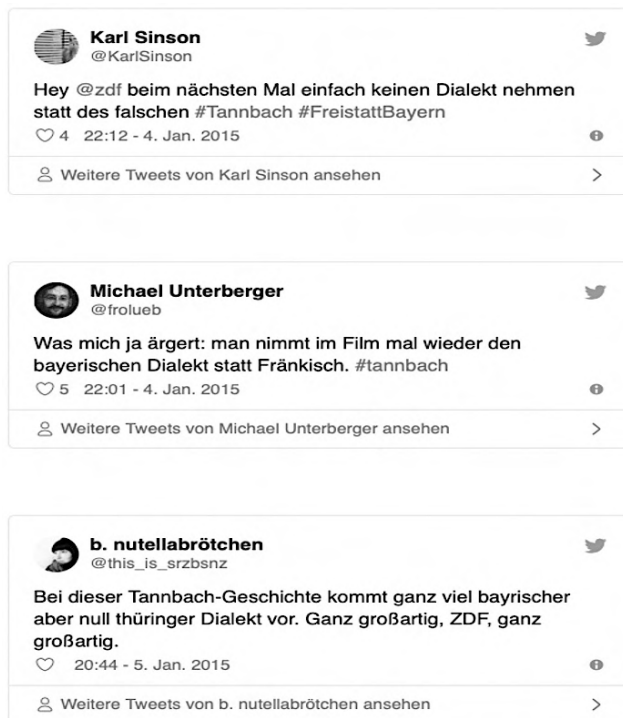 Karl Sinson
@KarlSinson
Hey @zdf beim nächsten Mal einfach keinen Dialekt nehmen
statt des falschen #Tannbach #FreistattBayern
4 22:12 - 4. Jan. 2015
Weitere Tweets von Karl Sinson ansehen
Michael Unterberger
@frolueb
Was mich ja ärgert: man nimmt im Film mal wieder den
bayerischen Dialekt statt Fränkisch. #tannbach
5 22:01 - 4. Jan. 2015
Weitere Tweets von Michael Unterberger ansehen
b. nutellabrötchen
@this_is_srzbsnz
Bei dieser Tannbach-Geschichte kommt ganz viel bayrischer
aber null thüringer Dialekt vor. Ganz großartig, ZDF, ganz
großartig.
20:44 - 5. Jan. 2015
Weitere Tweets von b. nutellabrötchen ansehen